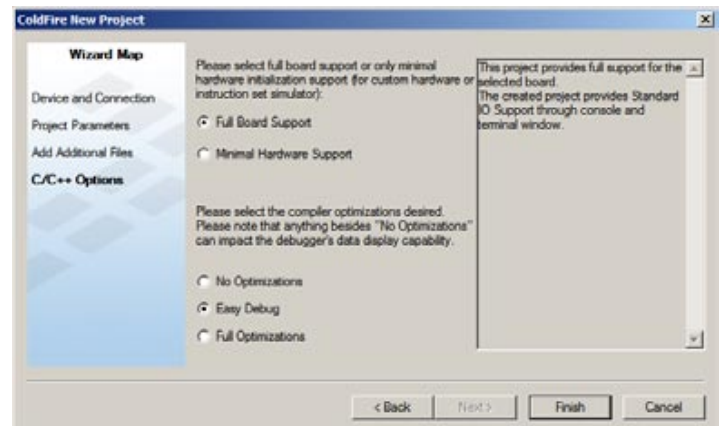 ColdFire New Project
Wizard Map
Device and Connection
Project Parameters
Add Additional Files
C/C++ Options
Please select full board support or only minimal
hardware initialization support (for custom hardware or
instruction set simulator):
Full Board Support
Minimal Hardware Support
Please select the compiler optimizations desired.
Please note that anything besides "No Optimizations"
can impact the debugger's data display capability.
No Optimizations
Easy Debug
Full Optimizations
This project provides full support for the
selected board.
The created project provides Standard
IO Support through console and
terminal window.
< Back
Next >
Finish
Cancel